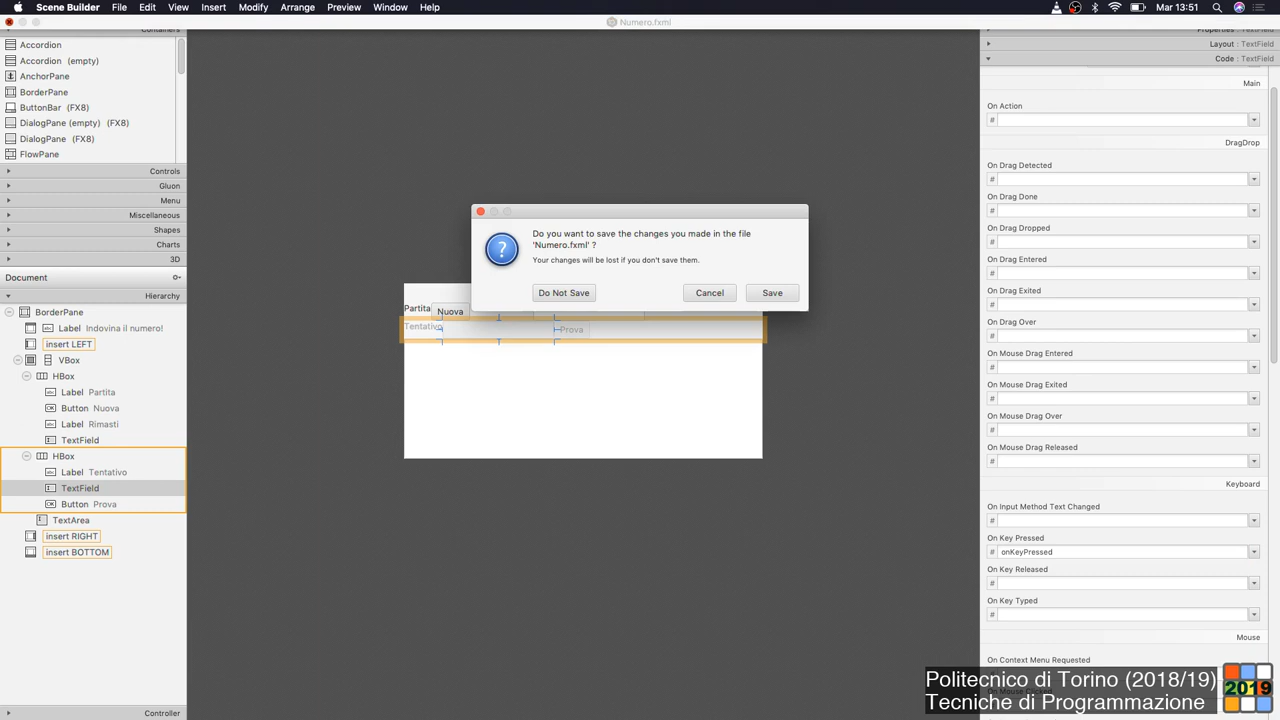 Scene Builder File Edit View Insert Modify Arrange Preview Window Help Mar 13:51
Numero.fxml
Containers
Accordion
Accordion (empty)
AnchorPane
BorderPane
ButtonBar (FX8)
DialogPane (empty) (FX8)
DialogPane (FX8)
FlowPane
Controls
Gluon
Menu
Miscellaneous
Shapes
Charts
3D
Document
Hierarchy
BorderPane
Label Indovina il numero!
insert LEFT
VBox
HBox
Label Partita
Button Nuova
Label Rimasti
TextField
HBox
Label Tentativo
TextField
Button Prova
TextArea
insert RIGHT
insert BOTTOM
Controller
Do you want to save the changes you made in the file
'Numero.fxml' ?
Your changes will be lost if you don't save them.
Do Not Save Cancel Save
Partita Nuova
Tentativo Prova
Properties : TextField
Layout : TextField
Code : TextField
Main
On Action
#
DragDrop
On Drag Detected
#
On Drag Done
#
On Drag Dropped
#
On Drag Entered
#
On Drag Exited
#
On Drag Over
#
On Mouse Drag Entered
#
On Mouse Drag Exited
#
On Mouse Drag Over
#
On Mouse Drag Released
#
Keyboard
On Input Method Text Changed
#
On Key Pressed
# onKeyPressed
On Key Released
#
On Key Typed
#
Mouse
On Context Menu Requested
On Mouse Clicked
Politecnico di Torino (2018/19)
Tecniche di Programmazione
2019